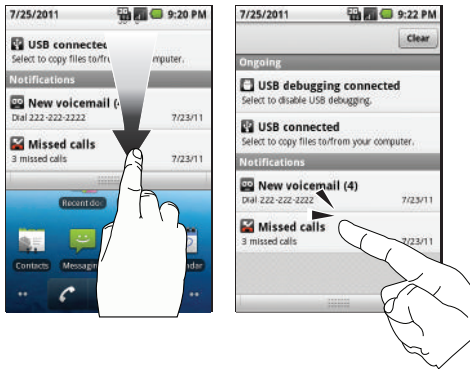 7/25/2011 9:20 PM
USB connected
Select to copy files to/fr mputer.
Notifications
New voicemail (
Dial 222-222-2222 7/23/11
Missed calls
3 missed calls 7/23/11
Recent do
Contacts Messagin dar
7/25/2011 9:22 PM
Clear
Ongoing
USB debugging connected
Select to disable USB debugging.
USB connected
Select to copy files to/from your computer.
Notifications
New voicemail (4)
Dial 222-222-2222 7/23/11
Missed calls
3 missed calls 7/23/11